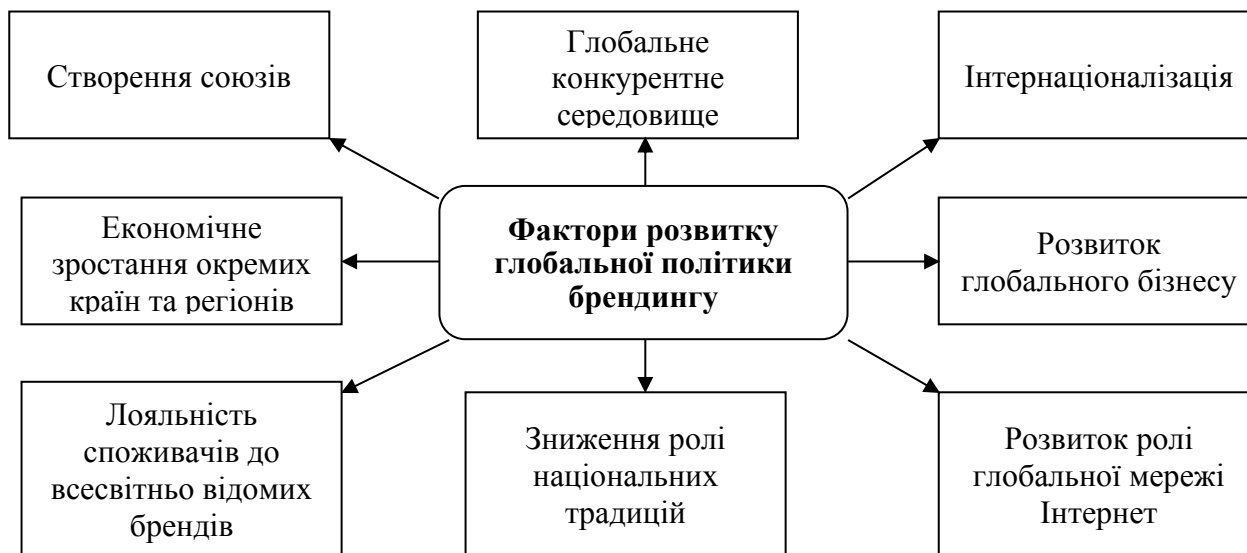 Створення союзів
Глобальне
конкурентне
середовище
Інтернаціоналізація
Економічне
зростання окремих
країн та регіонів
Фактори розвитку
глобальної політики
брендингу
Розвиток
глобального бізнесу
Лояльність
споживачів до
всесвітньо відомих
брендів
Зниження ролі
національних
традицій
Розвиток ролі
глобальної мережі
Інтернет